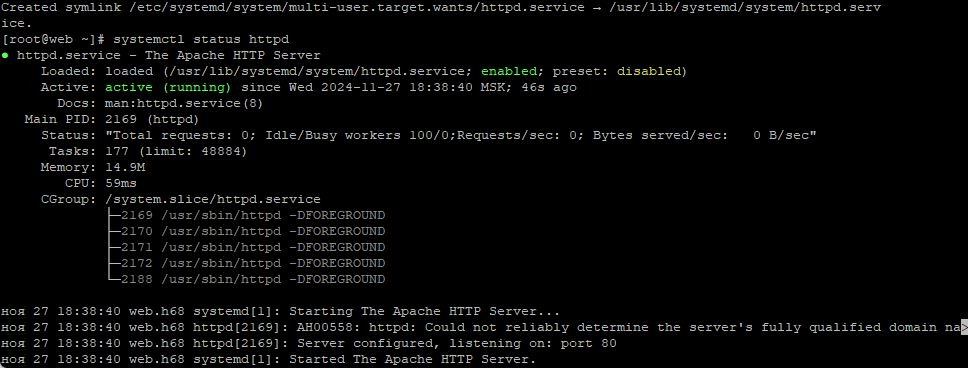 Created symlink /etc/systemd/system/multi-user.target.wants/httpd.service → /usr/lib/systemd/system/httpd.serv
ice.
[root@web ~]# systemctl status httpd
● httpd.service - The Apache HTTP Server
Loaded: loaded (/usr/lib/systemd/system/httpd.service; enabled; preset: disabled)
Active: active (running) since Wed 2024-11-27 18:38:40 MSK; 46s ago
Docs: man:httpd.service(8)
Main PID: 2169 (httpd)
Status: "Total requests: 0; Idle/Busy workers 100/0;Requests/sec: 0; Bytes served/sec:   0 B/sec"
Tasks: 177 (limit: 48884)
Memory: 14.9M
CPU: 59ms
CGroup: /system.slice/httpd.service
├─2169 /usr/sbin/httpd -DFOREGROUND
├─2170 /usr/sbin/httpd -DFOREGROUND
├─2171 /usr/sbin/httpd -DFOREGROUND
├─2172 /usr/sbin/httpd -DFOREGROUND
└─2188 /usr/sbin/httpd -DFOREGROUND
ноя 27 18:38:40 web.h68 systemd[1]: Starting The Apache HTTP Server...
ноя 27 18:38:40 web.h68 httpd[2169]: AH00558: httpd: Could not reliably determine the server's fully qualified domain na>
ноя 27 18:38:40 web.h68 httpd[2169]: Server configured, listening on: port 80
ноя 27 18:38:40 web.h68 systemd[1]: Started The Apache HTTP Server.